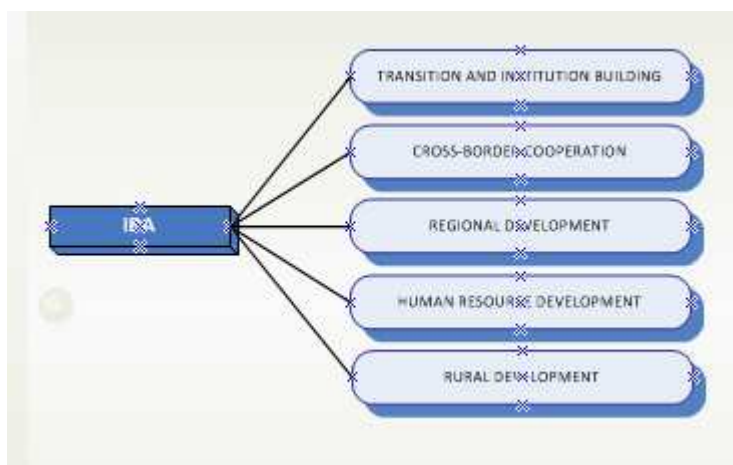 IPA
TRANSITION AND INSTITUTION BUILDING
CROSS-BORDER COOPERATION
REGIONAL DEVELOPMENT
HUMAN RESOURSE DEVELOPMENT
RURAL DEVELOPMENT